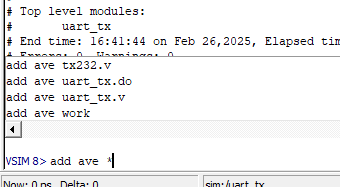 # Top level modules:
#       uart_tx
# End time: 16:41:44 on Feb 26,2025, Elapsed tim
# Errors: 0, Warnings: 0
add ave tx232.v
add ave uart_tx.do
add ave uart_tx.v
add ave work
VSIM 8> add ave *
Now: 0 ps  Delta: 0    sim:/uart_tx